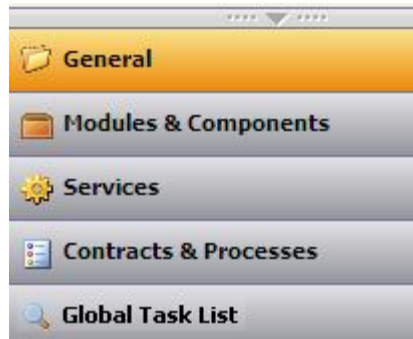 General
Modules & Components
Services
Contracts & Processes
Global Task List